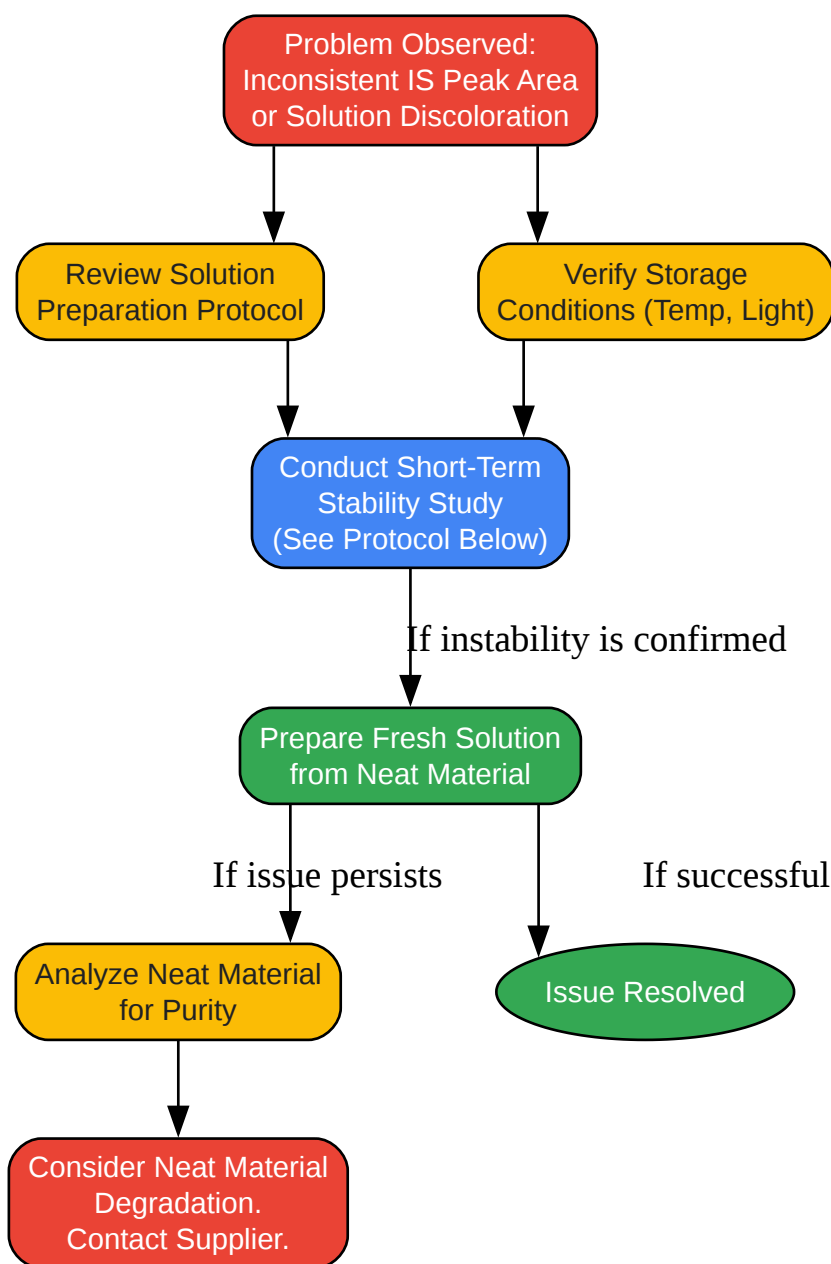 Problem Observed:
Inconsistent IS Peak Area
or Solution Discoloration
Review Solution
Preparation Protocol
Verify Storage
Conditions (Temp, Light)
Conduct Short-Term
Stability Study
(See Protocol Below)
If instability is confirmed
Prepare Fresh Solution
from Neat Material
If issue persists
If successful
Analyze Neat Material
for Purity
Issue Resolved
Consider Neat Material
Degradation.
Contact Supplier.